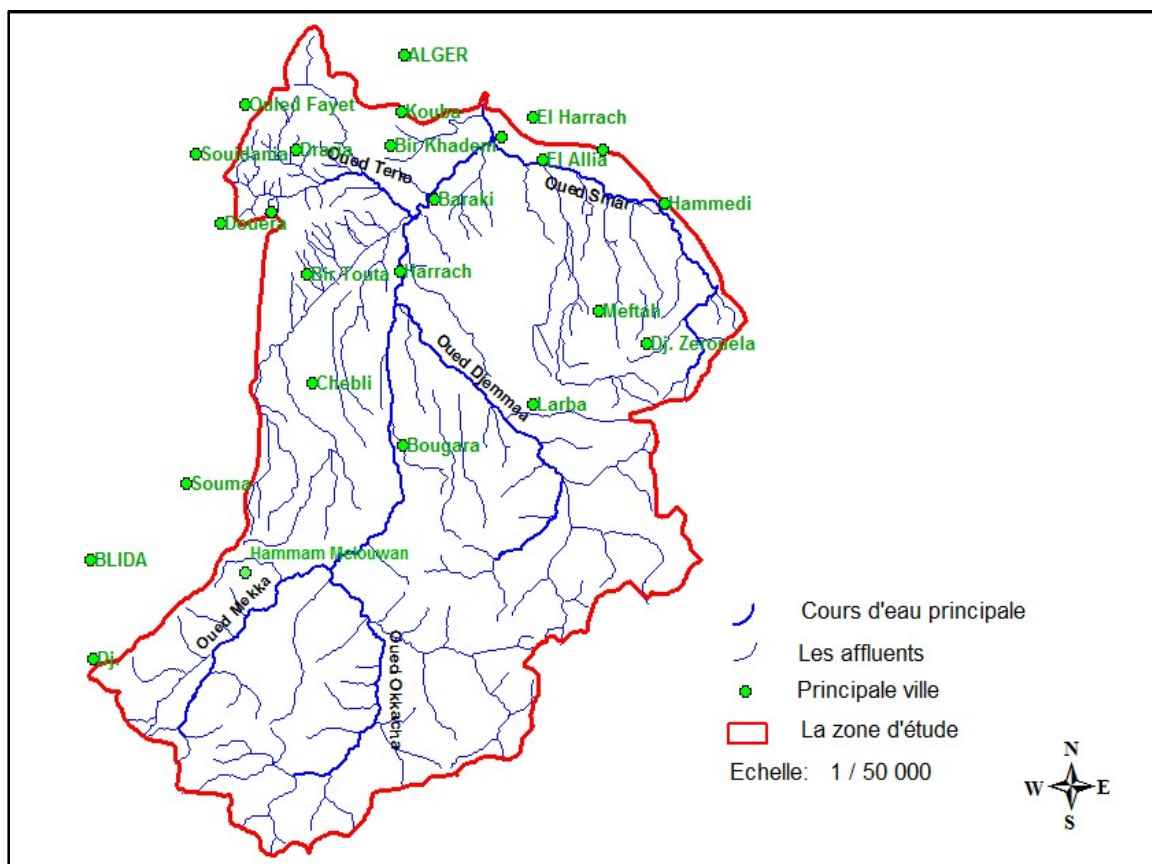 ALGER
Ouled Fayet
Kouba
El Harrach
Bir Khadem
Draria
Souidania
El Allia
Oued Terro
Oued Smar
Baraki
Hammedi
Douera
Bir Touta
Harrach
Meftah
Dj. Zerouela
Oued Djemmaa
Chebli
Larba
Bougara
Souma
BLIDA
Hammam Melouwan
Oued Mekka
Dj.
Oued Okkacha
Cours d'eau principale
Les affluents
Principale ville
La zone d'étude
Echelle: 1 / 50 000
N
W E
S